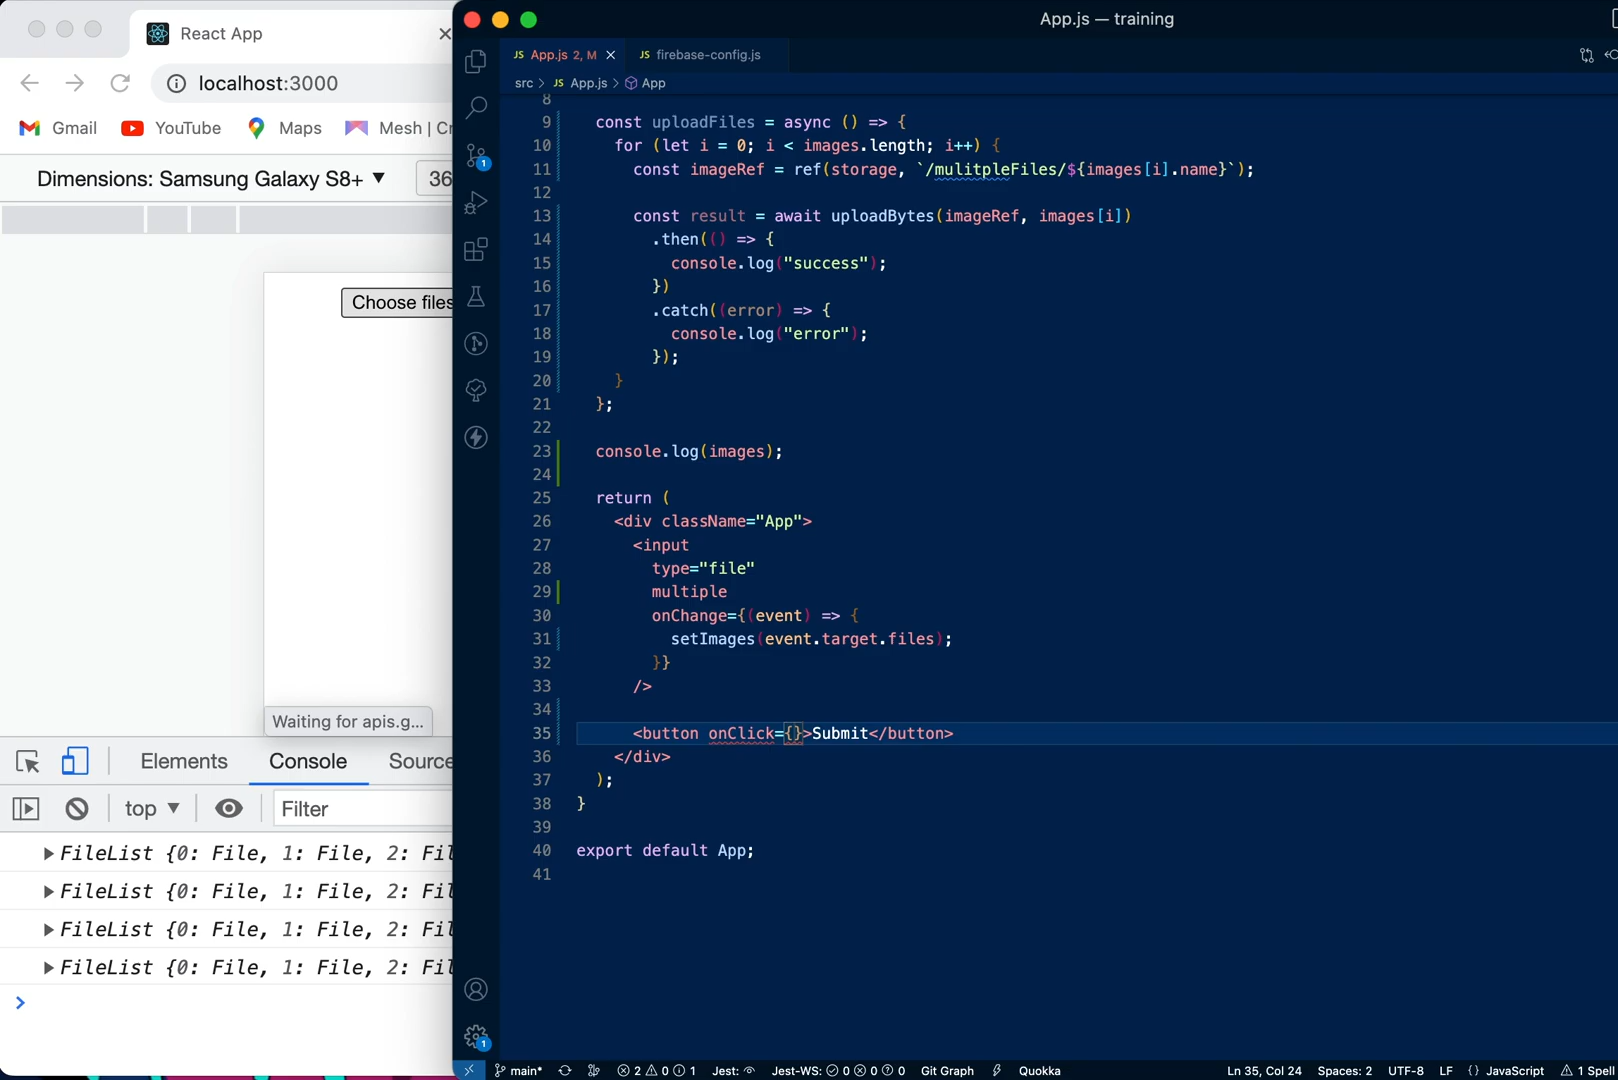 React App
localhost:3000
Gmail
YouTube
Maps
Mesh | Cr
Dimensions: Samsung Galaxy S8+ ▼
36
Choose files
Waiting for apis.g...
Elements
Console
Source
top ▼
Filter
FileList {0: File, 1: File, 2: Fil
FileList {0: File, 1: File, 2: Fil
FileList {0: File, 1: File, 2: Fil
FileList {0: File, 1: File, 2: Fil
App.js — training
JS App.js 2, M
JS firebase-config.js
src > JS App.js > App
8
9 const uploadFiles = async () => {
10 for (let i = 0; i < images.length; i++) {
11 const imageRef = ref(storage, `/mulitpleFiles/${images[i].name}`);
12
13 const result = await uploadBytes(imageRef, images[i])
14 .then(() => {
15 console.log("success");
16 })
17 .catch((error) => {
18 console.log("error");
19 });
20 }
21 };
22
23 console.log(images);
24
25 return (
26 <div className="App">
27 <input
28 type="file"
29 multiple
30 onChange={(event) => {
31 setImages(event.target.files);
32 }}
33 />
34
35 <button onClick={}>Submit</button>
36 </div>
37 );
38 }
39
40 export default App;
41
1
1
main*
2 0 1
Jest:
Jest-WS: 0 0 0
Git Graph
Quokka
Ln 35, Col 24
Spaces: 2
UTF-8
LF
{} JavaScript
1 Spell